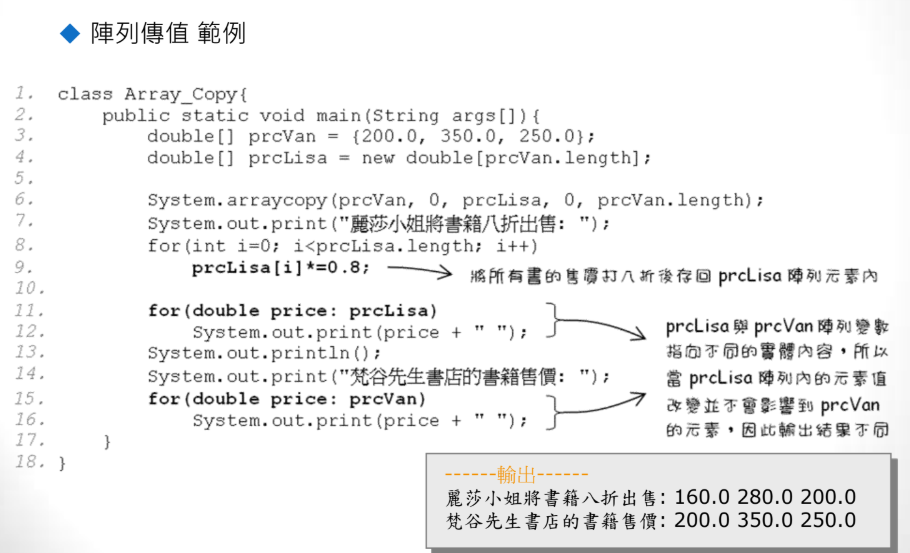 ◆ 陣列傳值 範例
1. class Array_Copy{
2. public static void main(String args[]){
3. double[] prcVan = {200.0, 350.0, 250.0};
4. double[] prcLisa = new double[prcVan.length];
5.
6. System.arraycopy(prcVan, 0, prcLisa, 0, prcVan.length);
7. System.out.print("麗莎小姐將書籍八折出售: ");
8. for(int i=0; i<prcLisa.length; i++)
9. prcLisa[i]*=0.8;
將所有書的售價打八折後存回 prcLisa 陣列元素內
10.
11. for(double price: prcLisa)
12. System.out.print(price + " ");
13. System.out.println();
14. System.out.print("梵谷先生書店的書籍售價: ");
15. for(double price: prcVan)
16. System.out.print(price + " ");
17. }
18. }
prcLisa 與 prcVan 陣列變數
指向不同的實體內容，所以
當 prcLisa 陣列內的元素值
改變並不會影響到 prcVan
的元素，因此輸出結果不同
------輸出------
麗莎小姐將書籍八折出售: 160.0 280.0 200.0
梵谷先生書店的書籍售價: 200.0 350.0 250.0